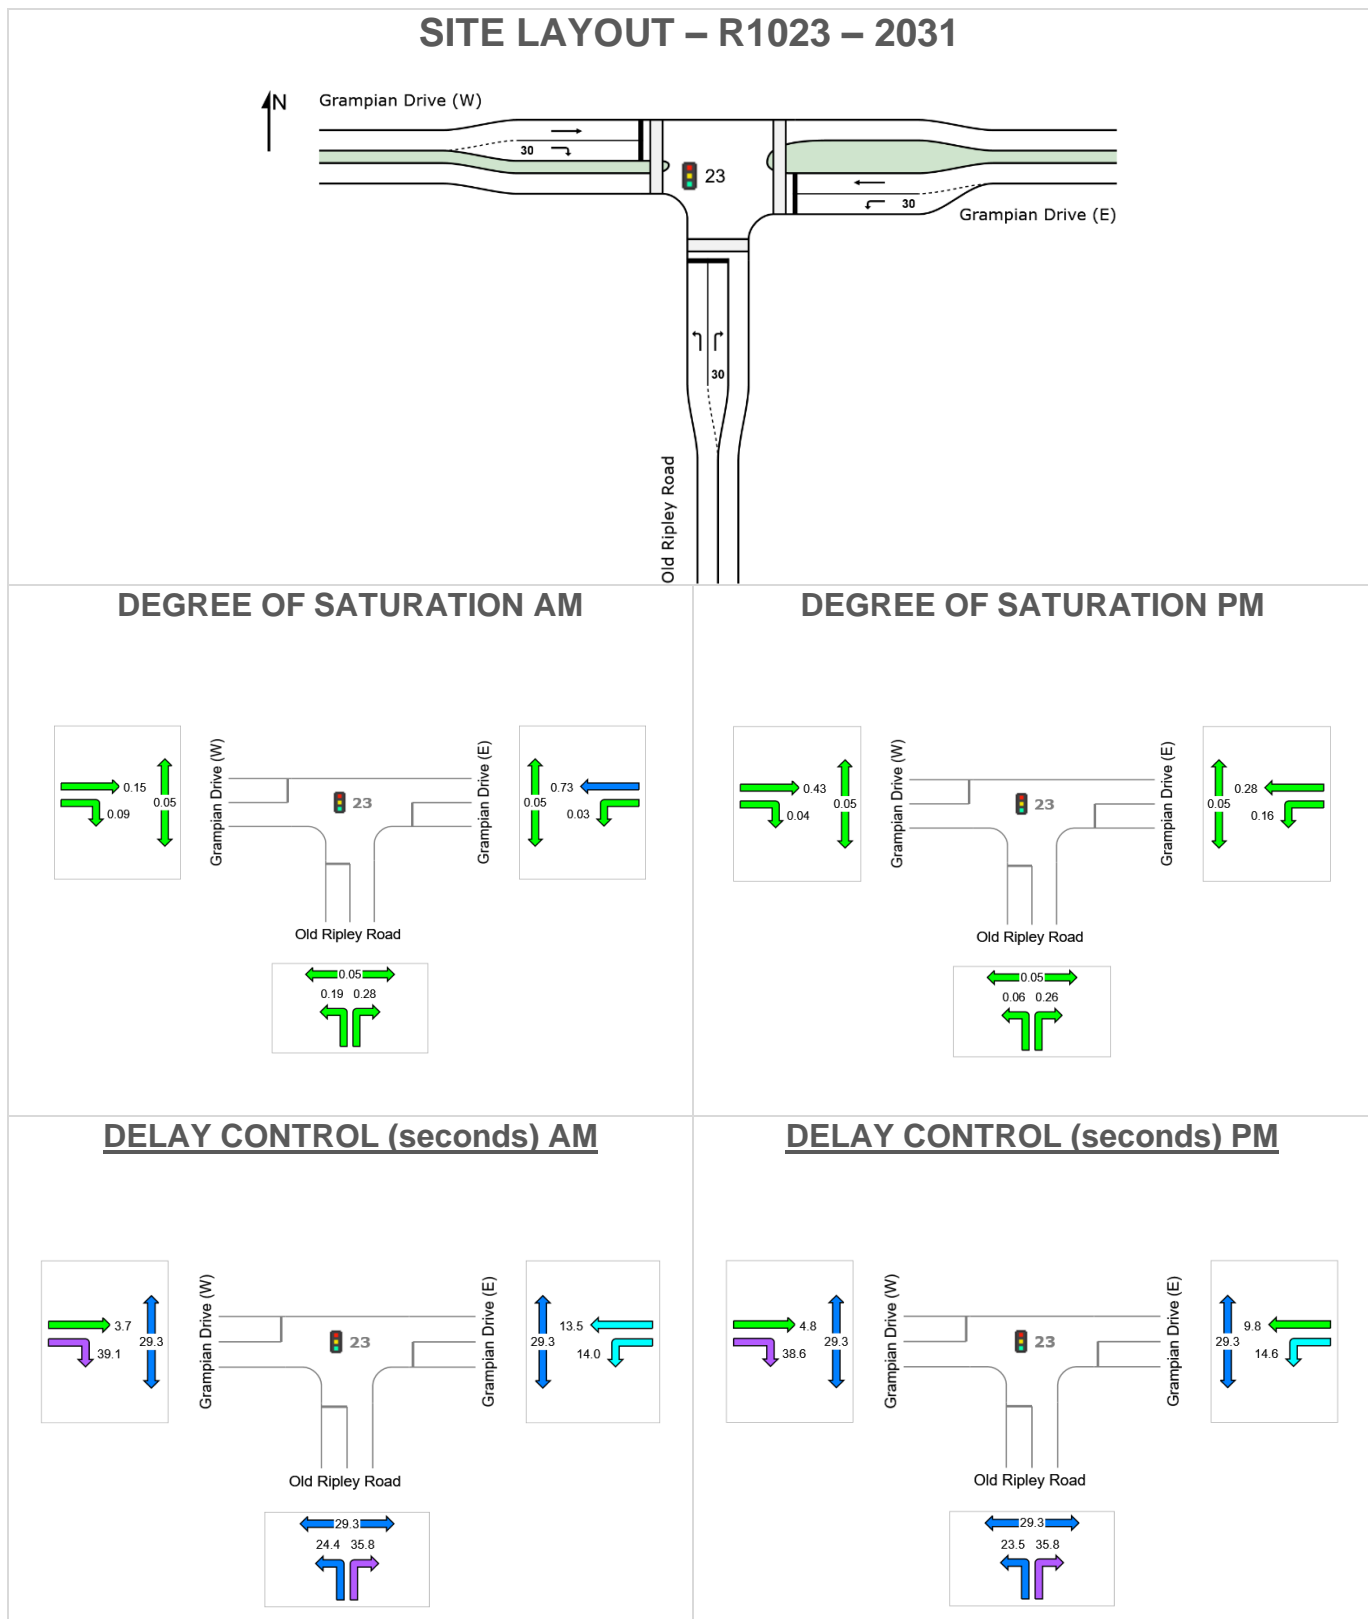 SITE LAYOUT – R1023 – 2031
N
Grampian Drive (W)
30
23
30
Grampian Drive (E)
30
Old Ripley Road
DEGREE OF SATURATION AM
Grampian Drive (W)
Grampian Drive (E)
0.15
0.09
0.05
23
0.05
0.73
0.03
Old Ripley Road
0.05
0.19 0.28
DEGREE OF SATURATION PM
Grampian Drive (W)
Grampian Drive (E)
0.43
0.04
0.05
23
0.05
0.28
0.16
Old Ripley Road
0.05
0.06 0.26
DELAY CONTROL (seconds) AM
Grampian Drive (W)
Grampian Drive (E)
3.7
39.1
29.3
23
29.3
13.5
14.0
Old Ripley Road
29.3
24.4 35.8
DELAY CONTROL (seconds) PM
Grampian Drive (W)
Grampian Drive (E)
4.8
38.6
29.3
23
29.3
9.8
14.6
Old Ripley Road
29.3
23.5 35.8